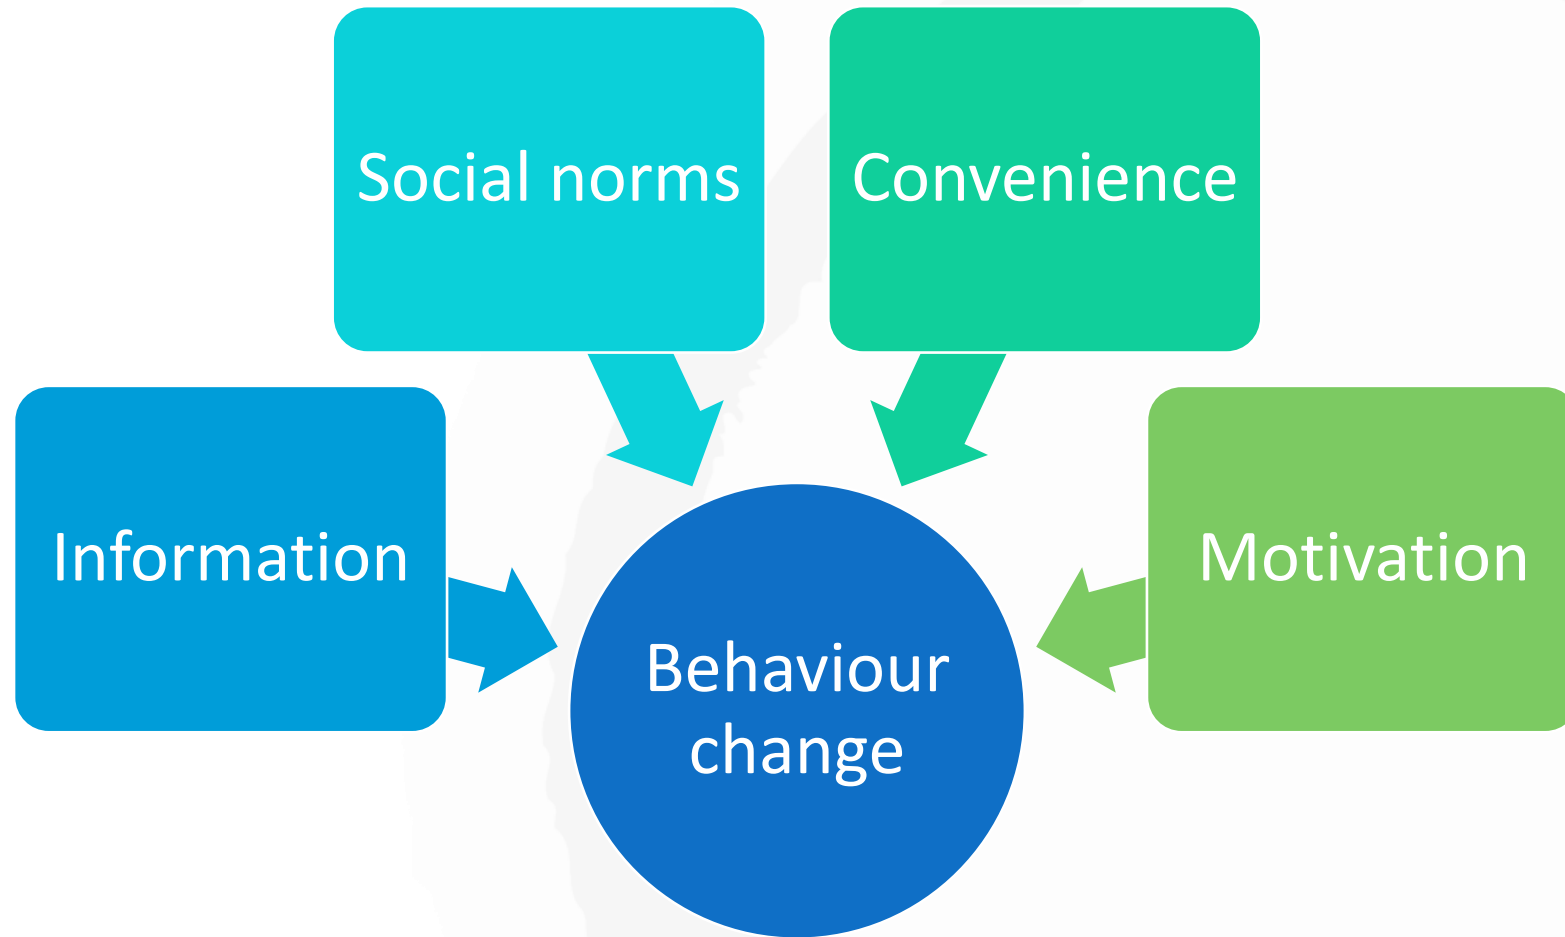 Social norms
Convenience
Information
Motivation
Behaviour
change